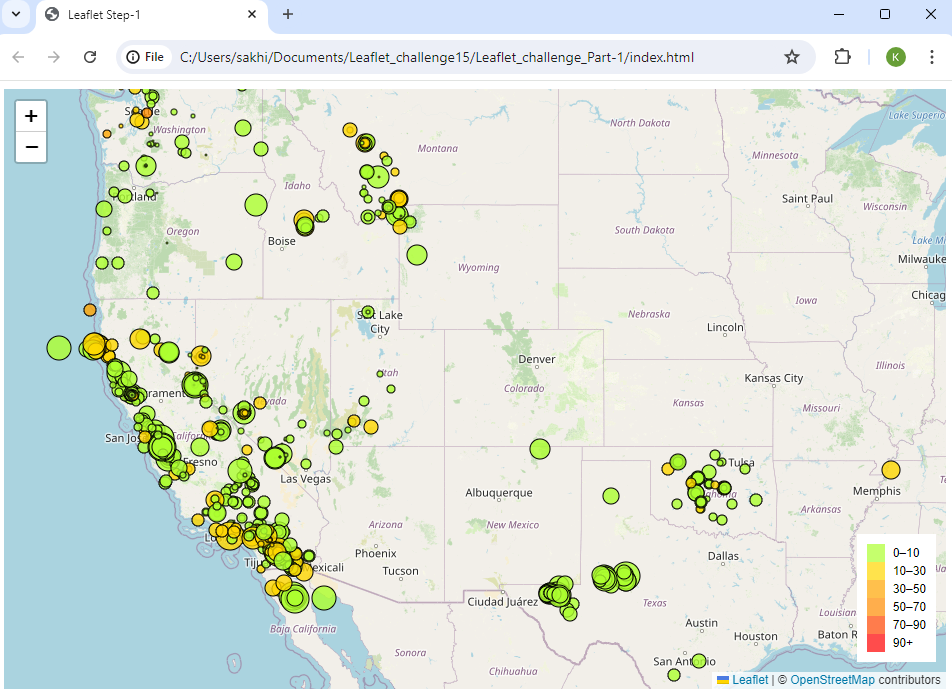 Leaflet Step-1
File
C:/Users/sakhi/Documents/Leaflet_challenge15/Leaflet_challenge_Part-1/index.html
K
+
−
Washington
Montana
North Dakota
Minnesota
Lake Superio
Idaho
Oregon
Boise
Wyoming
South Dakota
Saint Paul
Wisconsin
Lake Mi
Milwauke
Chicag
Salt Lake
City
Nebraska
Iowa
Lincoln
Illinois
Denver
Colorado
Utah
Kansas
Kansas City
Missouri
San Jos
Las Vegas
Albuquerque
New Mexico
Arizona
Phoenix
Tucson
Tulsa
Memphis
Arkansas
Dallas
Ciudad Juárez
Texas
Austin
Houston
San Antonio
Louisiana
Baton R
Baja California
Sonora
Chihuahua
0–10
10–30
30–50
50–70
70–90
90+
Leaflet | © OpenStreetMap contributors